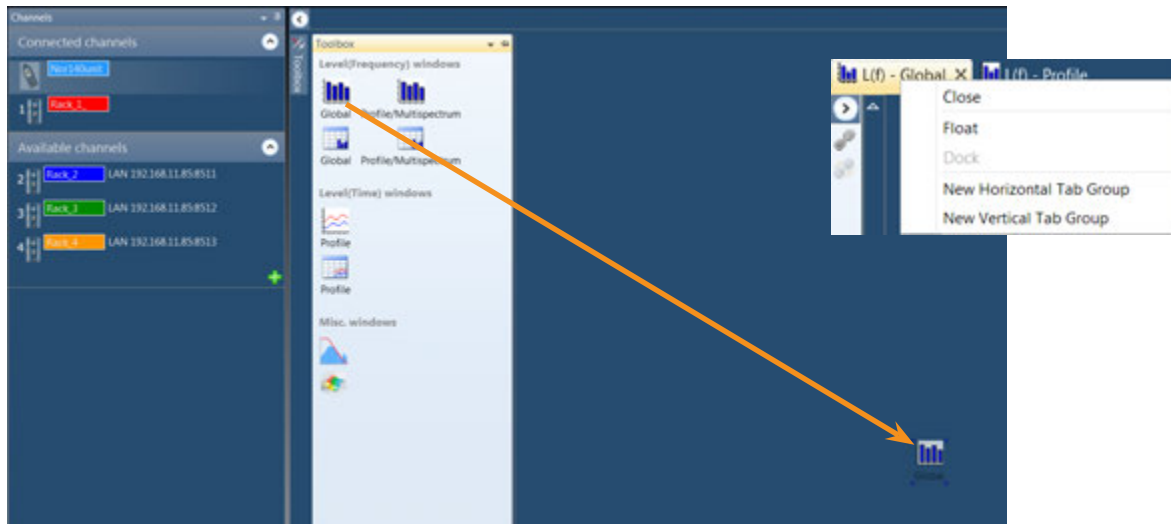 Channels
Connected channels
Nor140unit
1 Rack_1_
Available channels
2 Rack_2 LAN 192.168.11.85:8511
3 Rack_3 LAN 192.168.11.85:8512
4 Rack_4 LAN 192.168.11.85:8513
Toolbox
Toolbox
Level(Frequency) windows
Global Profile/Multispectrum
Global Profile/Multispectrum
Level(Time) windows
Profile
Profile
Misc. windows
Global
L(f) - Global X L(f) - Profile
Close
Float
Dock
New Horizontal Tab Group
New Vertical Tab Group